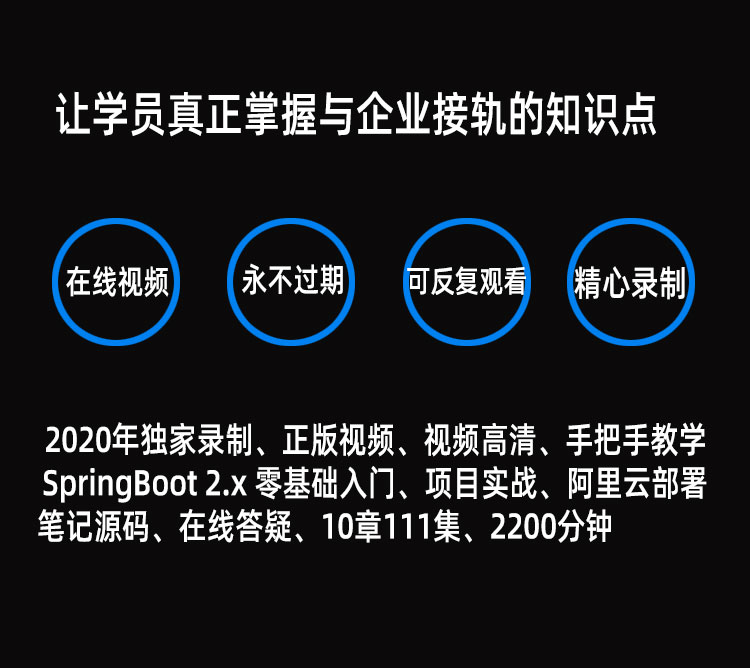 让学员真正掌握与企业接轨的知识点
在线视频
永不过期
可反复观看
精心录制
2020年独家录制、正版视频、视频高清、手把手教学
SpringBoot 2.x 零基础入门、项目实战、阿里云部署
笔记源码、在线答疑、10章111集、2200分钟